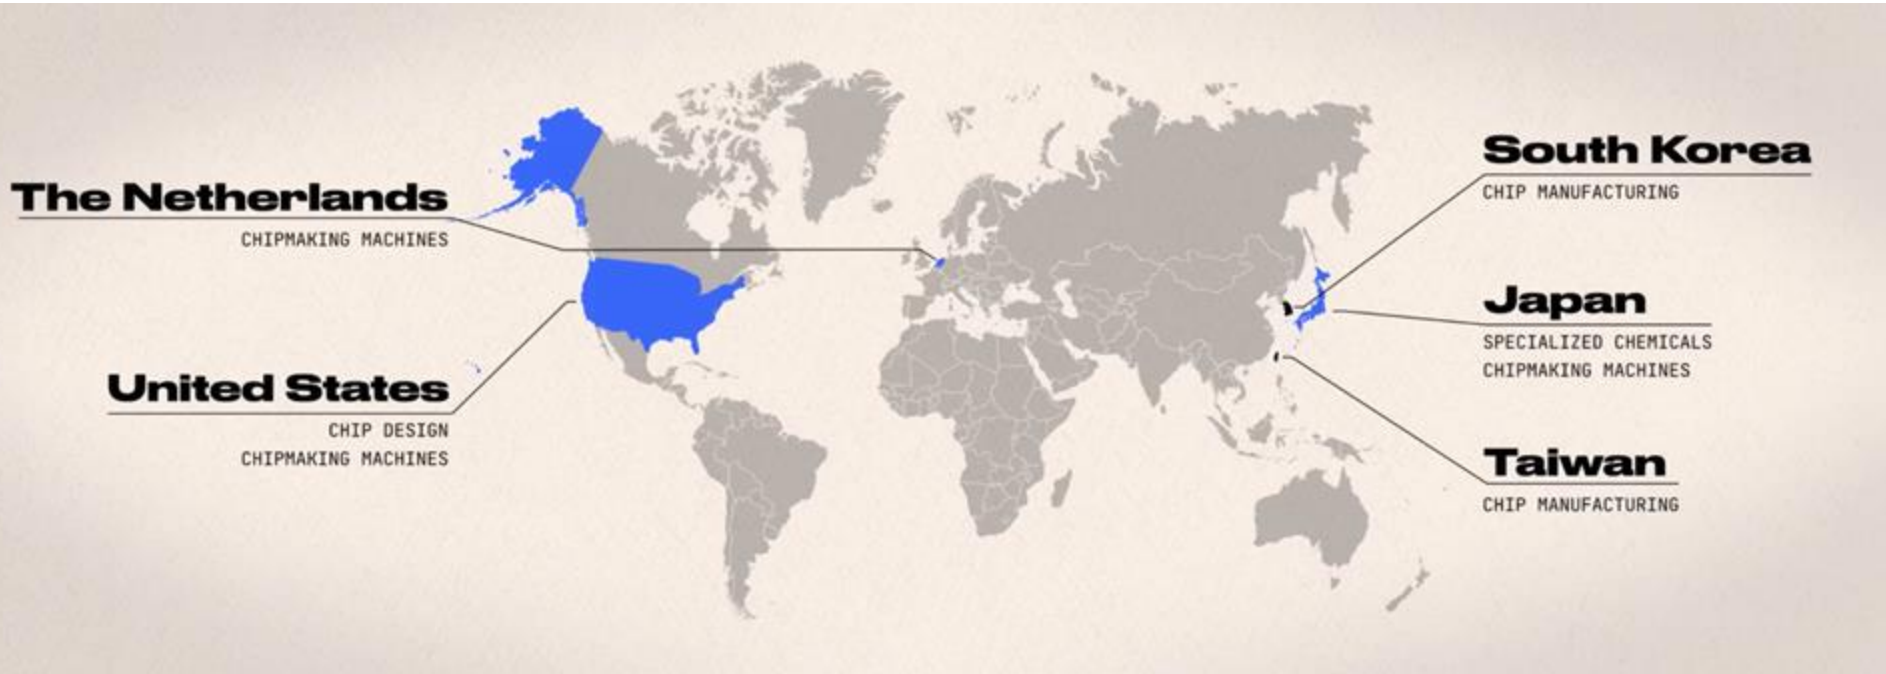 The Netherlands
CHIPMAKING MACHINES
United States
CHIP DESIGN
CHIPMAKING MACHINES
South Korea
CHIP MANUFACTURING
Japan
SPECIALIZED CHEMICALS
CHIPMAKING MACHINES
Taiwan
CHIP MANUFACTURING